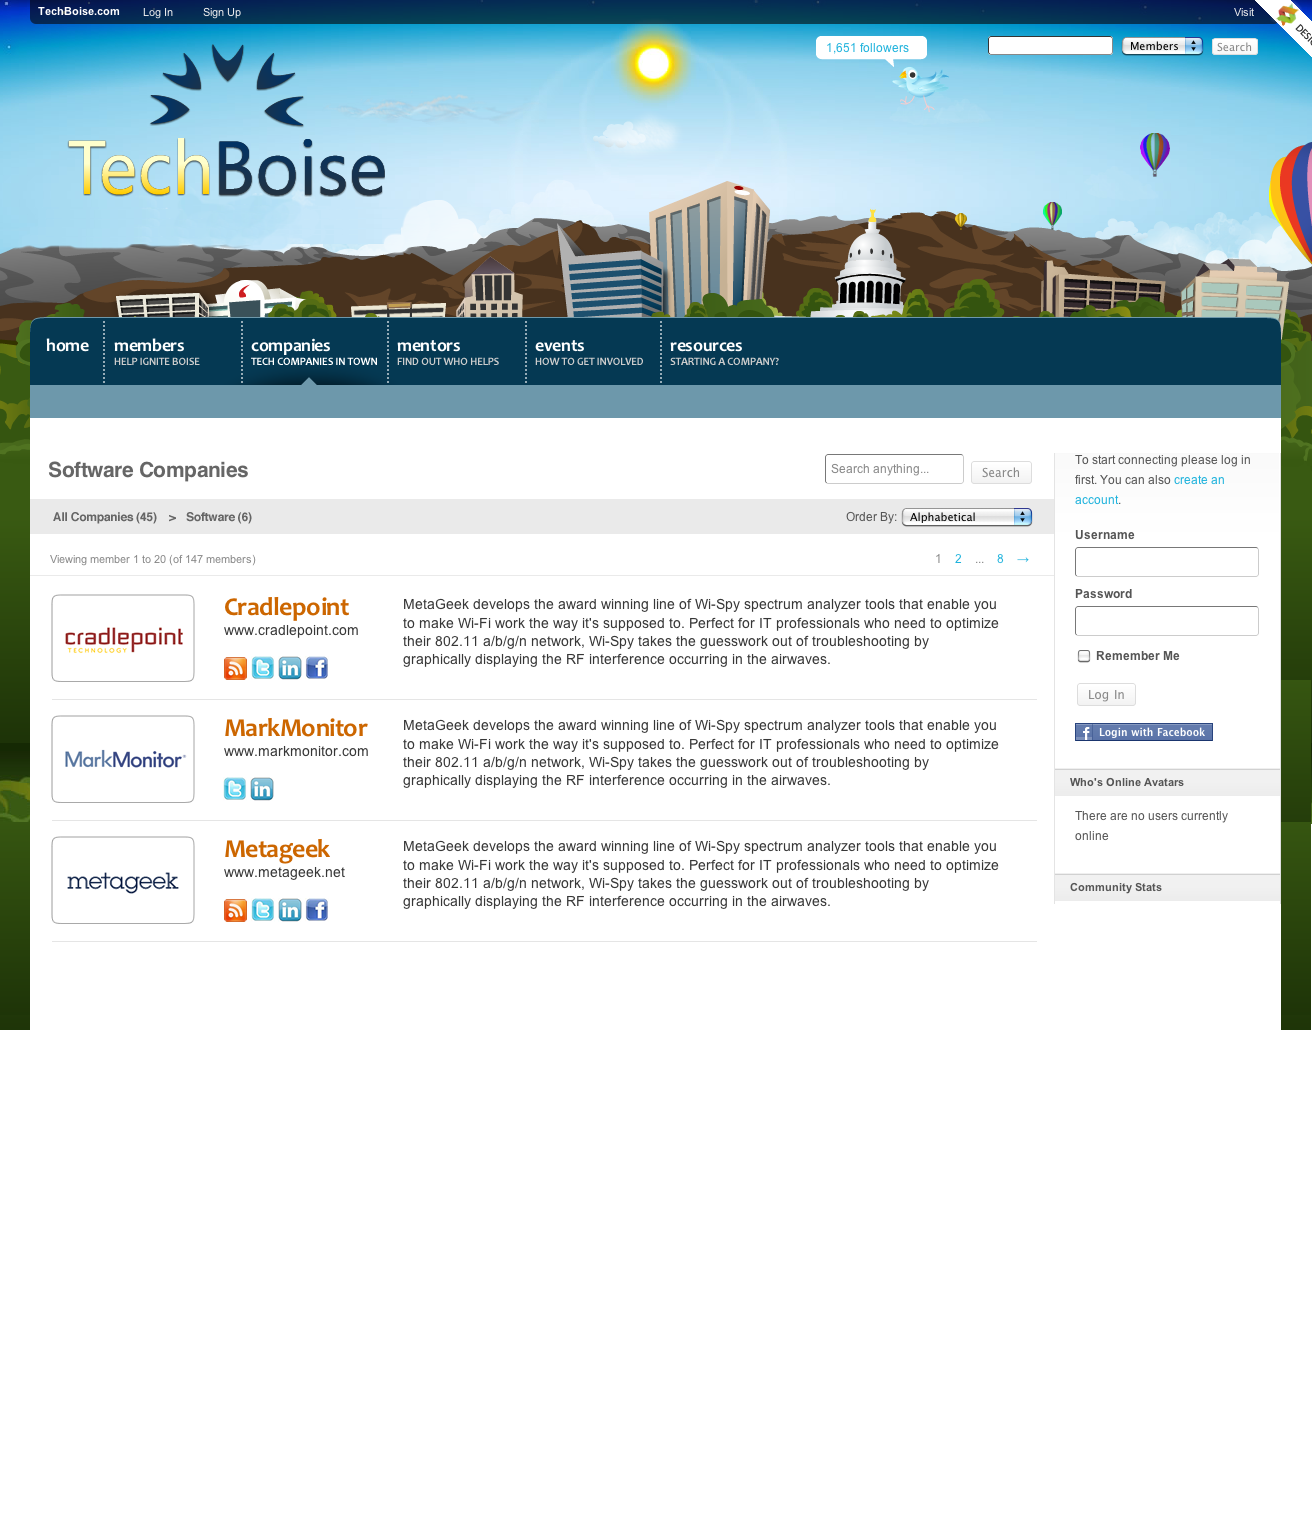 TechBoise.com Log In Sign Up Visit
1,651 followers Members Search
TechBoise
home members companies mentors events resources
HELP IGNITE BOISE TECH COMPANIES IN TOWN FIND OUT WHO HELPS HOW TO GET INVOLVED STARTING A COMPANY?
Software Companies
Search anything... Search
All Companies (45) > Software (6)
Order By: Alphabetical
Viewing member 1 to 20 (of 147 members)
1 2 ... 8 →
cradlepoint
TECHNOLOGY
Cradlepoint
www.cradlepoint.com
MetaGeek develops the award winning line of Wi-Spy spectrum analyzer tools that enable you
to make Wi-Fi work the way it's supposed to. Perfect for IT professionals who need to optimize
their 802.11 a/b/g/n network, Wi-Spy takes the guesswork out of troubleshooting by
graphically displaying the RF interference occurring in the airwaves.
MarkMonitor
MarkMonitor
www.markmonitor.com
MetaGeek develops the award winning line of Wi-Spy spectrum analyzer tools that enable you
to make Wi-Fi work the way it's supposed to. Perfect for IT professionals who need to optimize
their 802.11 a/b/g/n network, Wi-Spy takes the guesswork out of troubleshooting by
graphically displaying the RF interference occurring in the airwaves.
metageek
Metageek
www.metageek.net
MetaGeek develops the award winning line of Wi-Spy spectrum analyzer tools that enable you
to make Wi-Fi work the way it's supposed to. Perfect for IT professionals who need to optimize
their 802.11 a/b/g/n network, Wi-Spy takes the guesswork out of troubleshooting by
graphically displaying the RF interference occurring in the airwaves.
To start connecting please log in
first. You can also create an
account.
Username
Password
Remember Me
Log In
Login with Facebook
Who's Online Avatars
There are no users currently
online
Community Stats